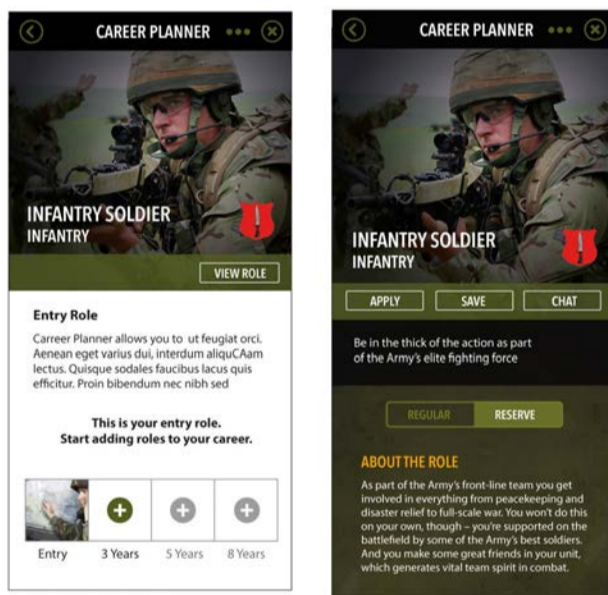 CAREER PLANNER
INFANTRY SOLDIER
INFANTRY
VIEW ROLE
Entry Role
Carreer Planner allows you to ut feugiat orci.
Aenean eget varius dui, interdum aliquCAam
lectus. Quisque sodales faucibus lacus quis
efficitur. Proin bibendum nec nibh sed
This is your entry role.
Start adding roles to your career.
Entry
3 Years
5 Years
8 Years
CAREER PLANNER
INFANTRY SOLDIER
INFANTRY
APPLY
SAVE
CHAT
Be in the thick of the action as part
of the Army's elite fighting force
REGULAR
RESERVE
ABOUT THE ROLE
As part of the Army's front-line team you get
involved in everything from peacekeeping and
disaster relief to full-scale war. You won't do this
on your own, though – you're supported on the
battlefield by some of the Army's best soldiers.
And you make some great friends in your unit,
which generates vital team spirit in combat.